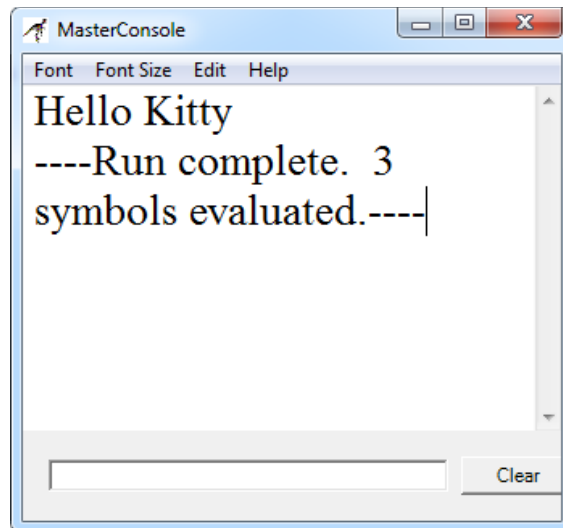 MasterConsole
Font Font Size Edit Help
Hello Kitty
----Run complete.  3
symbols evaluated.----
Clear